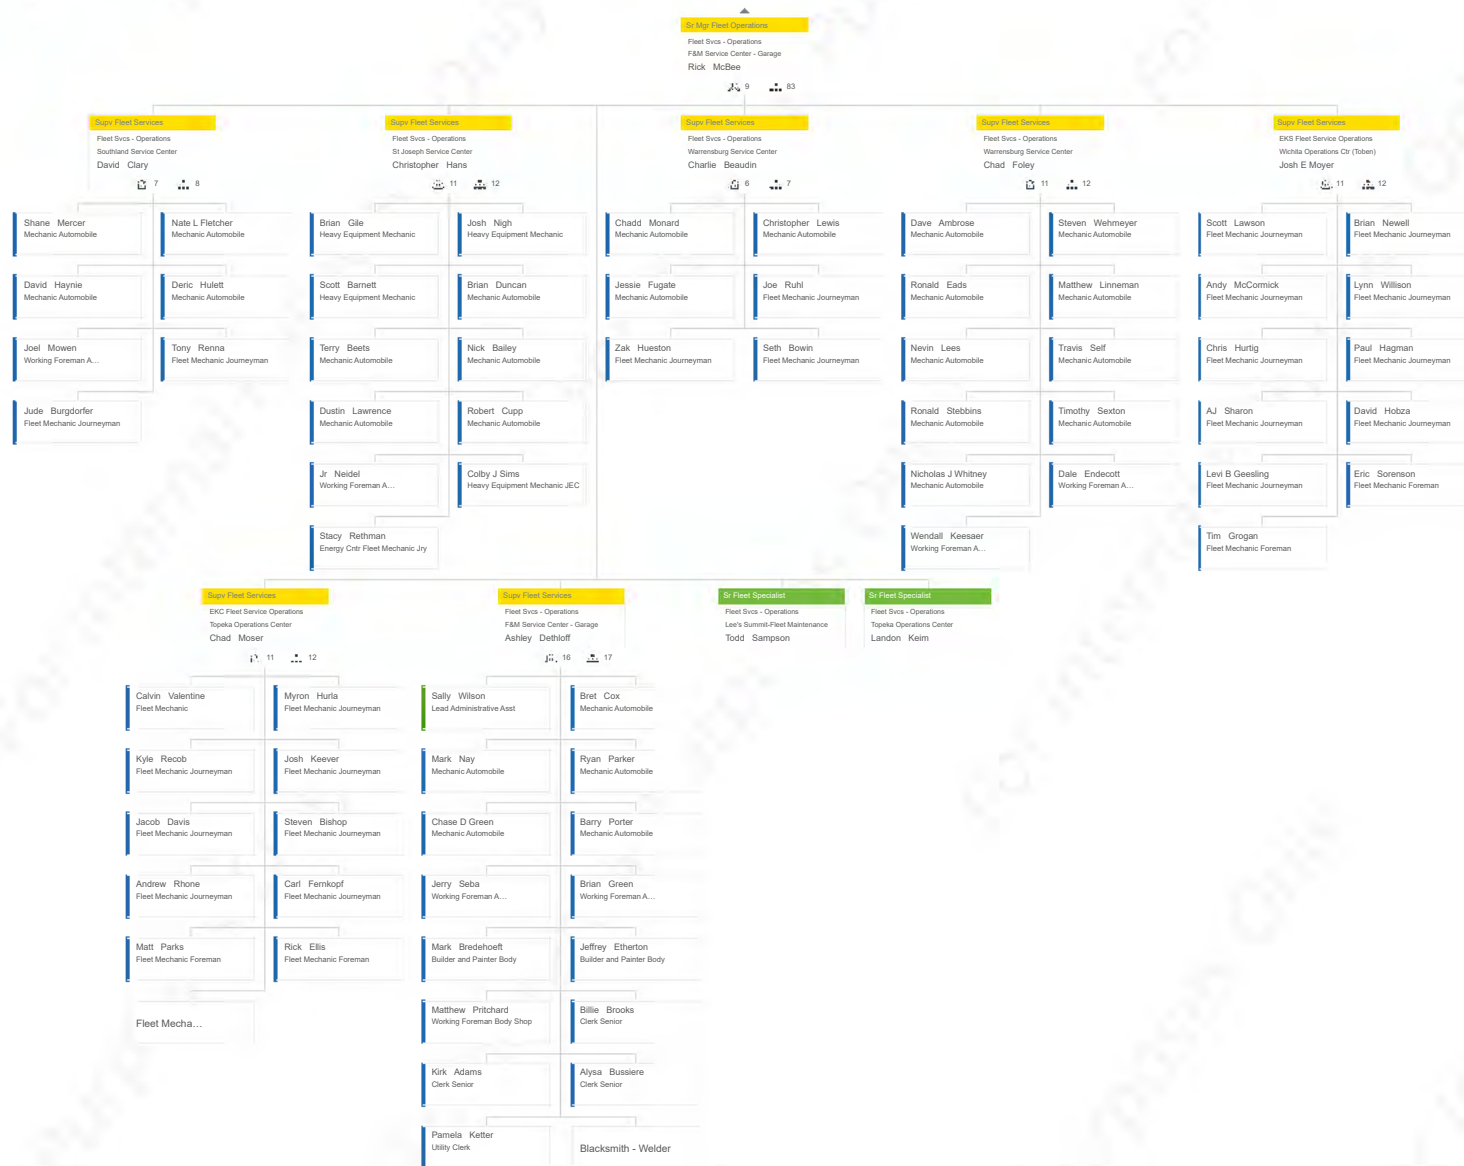 Sr Mgr Fleet Operations
Fleet Svcs - Operations
F&M Service Center - Garage
Rick McBee
9 83
Supv Fleet Services
Fleet Svcs - Operations
Southland Service Center
David Clary
7 8
Shane Mercer
Mechanic Automobile
Nate L Fletcher
Mechanic Automobile
David Haynie
Mechanic Automobile
Deric Hulett
Mechanic Automobile
Joel Mowen
Working Foreman A...
Tony Renna
Fleet Mechanic Journeyman
Jude Burgdorfer
Fleet Mechanic Journeyman
Supv Fleet Services
Fleet Svcs - Operations
St Joseph Service Center
Christopher Hans
11 12
Brian Gile
Heavy Equipment Mechanic
Josh Nigh
Heavy Equipment Mechanic
Scott Barnett
Heavy Equipment Mechanic
Brian Duncan
Mechanic Automobile
Terry Beets
Mechanic Automobile
Nick Bailey
Mechanic Automobile
Dustin Lawrence
Mechanic Automobile
Robert Cupp
Mechanic Automobile
Jr Neidel
Working Foreman A...
Colby J Sims
Heavy Equipment Mechanic JEC
Stacy Rethman
Energy Cntr Fleet Mechanic Jry
Supv Fleet Services
Fleet Svcs - Operations
Warrensburg Service Center
Charlie Beaudin
6 7
Chadd Monard
Mechanic Automobile
Christopher Lewis
Mechanic Automobile
Jessie Fugate
Mechanic Automobile
Joe Ruhl
Fleet Mechanic Journeyman
Zak Hueston
Fleet Mechanic Journeyman
Seth Bowin
Fleet Mechanic Journeyman
Supv Fleet Services
Fleet Svcs - Operations
Warrensburg Service Center
Chad Foley
11 12
Dave Ambrose
Mechanic Automobile
Steven Wehmeyer
Mechanic Automobile
Ronald Eads
Mechanic Automobile
Matthew Linneman
Mechanic Automobile
Nevin Lees
Mechanic Automobile
Travis Self
Mechanic Automobile
Ronald Stebbins
Mechanic Automobile
Timothy Sexton
Mechanic Automobile
Nicholas J Whitney
Mechanic Automobile
Dale Endecott
Working Foreman A...
Wendall Keesaer
Working Foreman A...
Supv Fleet Services
EKS Fleet Service Operations
Wichita Operations Ctr (Toben)
Josh E Moyer
11 12
Scott Lawson
Fleet Mechanic Journeyman
Brian Newell
Fleet Mechanic Journeyman
Andy McCormick
Fleet Mechanic Journeyman
Lynn Willison
Fleet Mechanic Journeyman
Chris Hurtig
Fleet Mechanic Journeyman
Paul Hagman
Fleet Mechanic Journeyman
AJ Sharon
Fleet Mechanic Journeyman
David Hobza
Fleet Mechanic Journeyman
Levi B Geesling
Fleet Mechanic Journeyman
Eric Sorenson
Fleet Mechanic Foreman
Tim Grogan
Fleet Mechanic Foreman
Supv Fleet Services
EKC Fleet Service Operations
Topeka Operations Center
Chad Moser
11 12
Calvin Valentine
Fleet Mechanic
Myron Hurla
Fleet Mechanic Journeyman
Kyle Recob
Fleet Mechanic Journeyman
Josh Keever
Fleet Mechanic Journeyman
Jacob Davis
Fleet Mechanic Journeyman
Steven Bishop
Fleet Mechanic Journeyman
Andrew Rhone
Fleet Mechanic Journeyman
Carl Fernkopf
Fleet Mechanic Journeyman
Matt Parks
Fleet Mechanic Foreman
Rick Ellis
Fleet Mechanic Foreman
Fleet Mecha...
Supv Fleet Services
Fleet Svcs - Operations
F&M Service Center - Garage
Ashley Dethloff
16 17
Sally Wilson
Lead Administrative Asst
Bret Cox
Mechanic Automobile
Mark Nay
Mechanic Automobile
Ryan Parker
Mechanic Automobile
Chase D Green
Mechanic Automobile
Barry Porter
Mechanic Automobile
Jerry Seba
Working Foreman A...
Brian Green
Working Foreman A...
Mark Bredehoeft
Builder and Painter Body
Jeffrey Etherton
Builder and Painter Body
Matthew Pritchard
Working Foreman Body Shop
Billie Brooks
Clerk Senior
Kirk Adams
Clerk Senior
Alysa Bussiere
Clerk Senior
Pamela Ketter
Utility Clerk
Blacksmith - Welder
Sr Fleet Specialist
Fleet Svcs - Operations
Lee's Summit-Fleet Maintenance
Todd Sampson
Sr Fleet Specialist
Fleet Svcs - Operations
Topeka Operations Center
Landon Keim